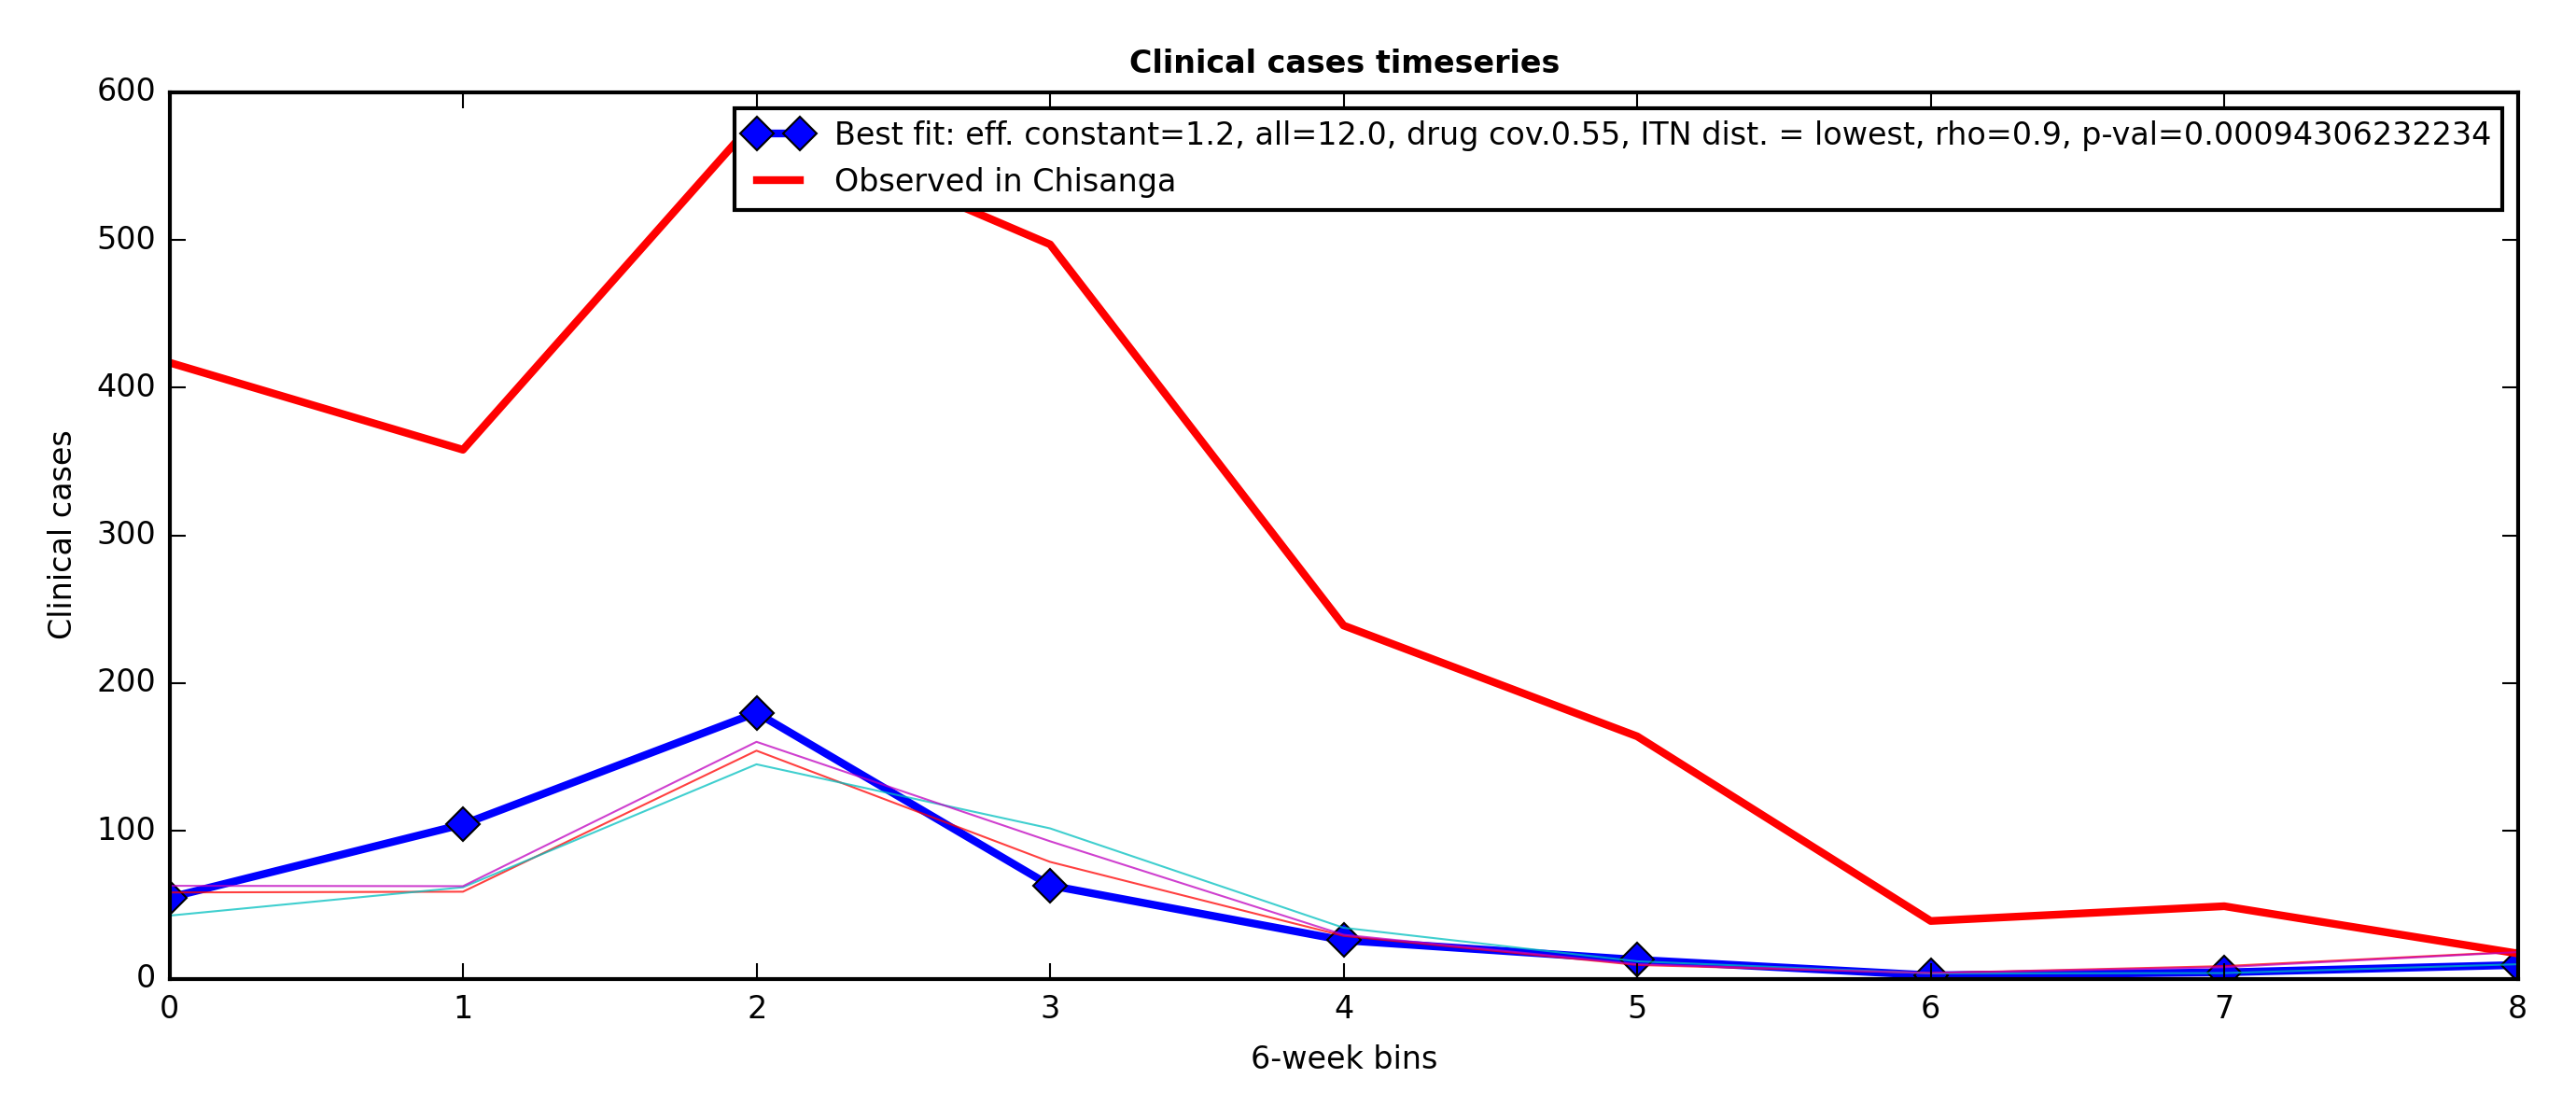 Clinical cases timeseries
600
500
400
300
200
100
0
Clinical cases
Best fit: eff. constant=1.2, all=12.0, drug cov.0.55, ITN dist. = lowest, rho=0.9, p-val=0.00094306232234
Observed in Chisanga
0 1 2 3 4 5 6 7 8
6-week bins